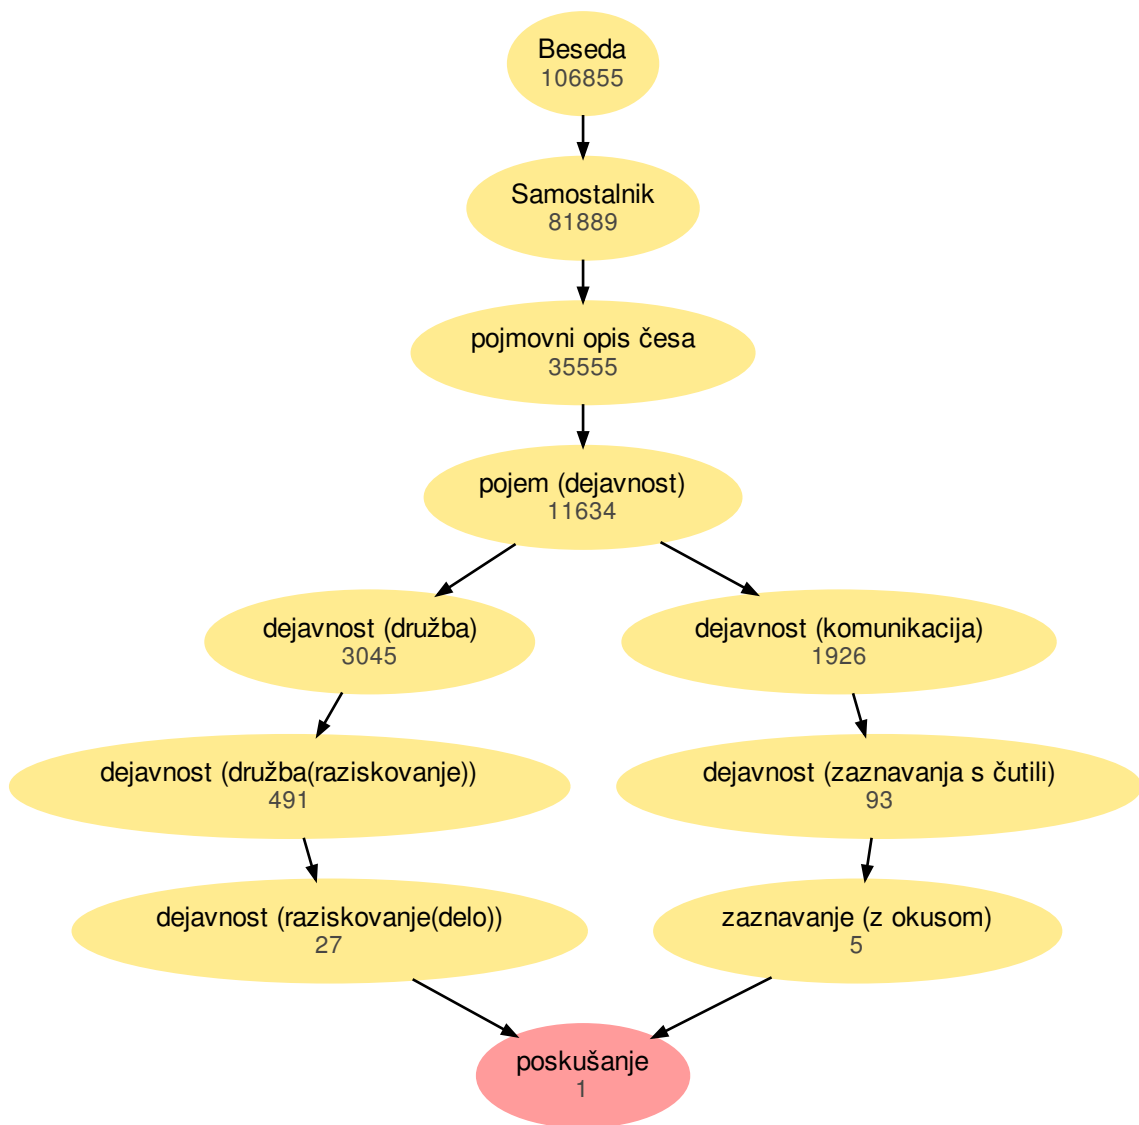 Beseda
106855
Samostalnik
81889
pojmovni opis česa
35555
pojem (dejavnost)
11634
dejavnost (družba)
3045
dejavnost (komunikacija)
1926
dejavnost (družba(raziskovanje))
491
dejavnost (zaznavanja s čutili)
93
dejavnost (raziskovanje(delo))
27
zaznavanje (z okusom)
5
poskušanje
1